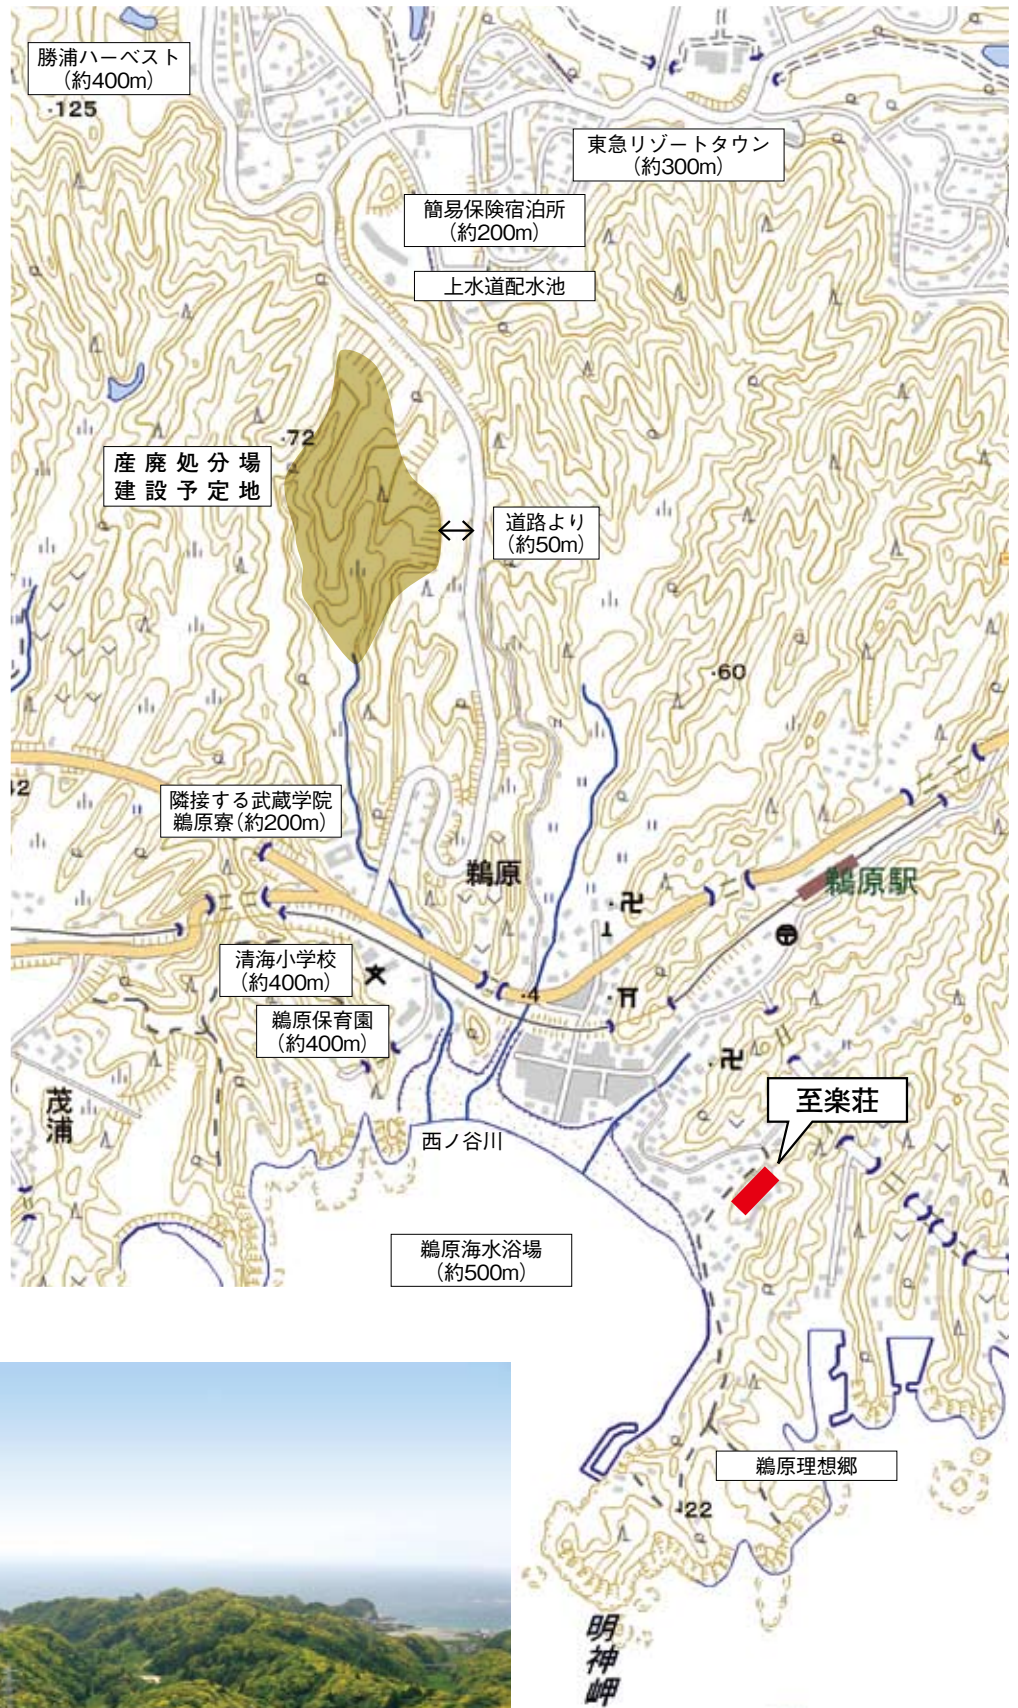 勝浦ハーベスト
(約400m)
・125
東急リゾートタウン
(約300m)
簡易保険宿泊所
(約200m)
上水道配水池
・72
産廃処分場
建設予定地
道路より
(約50m)
・60
42
隣接する武蔵学院
鵜原寮(約200m)
鵜原
鵜原駅
清海小学校
(約400m)
文
・4
鵜原保育園
(約400m)
茂浦
至楽荘
西ノ谷川
鵜原海水浴場
(約500m)
鵜原理想郷
・22
明神岬